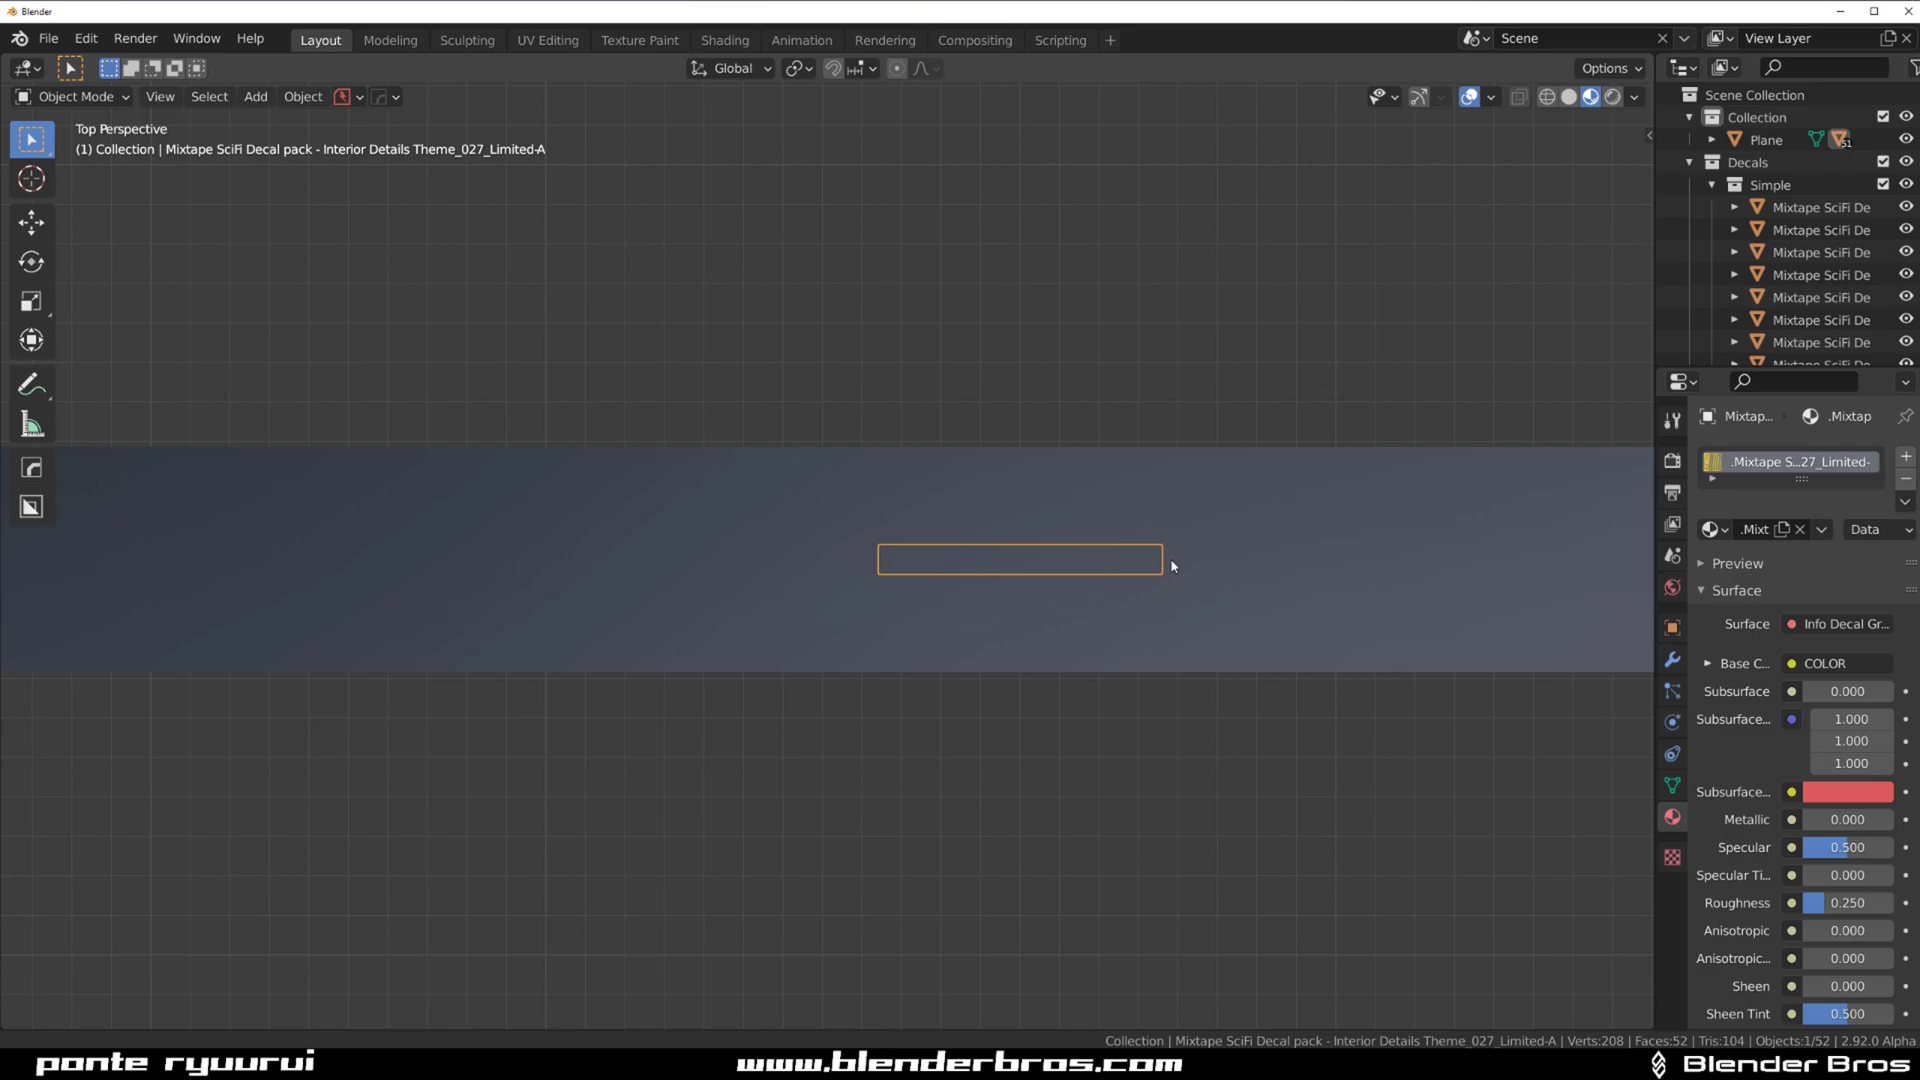 Blender
File Edit Render Window Help
Layout Modeling Sculpting UV Editing Texture Paint Shading Animation Rendering Compositing Scripting +
Scene
View Layer
Global
Options
Object Mode View Select Add Object
Top Perspective
(1) Collection | Mixtape SciFi Decal pack - Interior Details Theme_027_Limited-A
Scene Collection
Collection
Plane
51
Decals
Simple
Mixtape SciFi De
Mixtape SciFi De
Mixtape SciFi De
Mixtape SciFi De
Mixtape SciFi De
Mixtape SciFi De
Mixtape SciFi De
Mixtape SciFi De
Mixtap... .Mixtap
.Mixtape S...27_Limited-
.Mixt
Data
Preview
Surface
Surface Info Decal Gr...
Base C... COLOR
Subsurface 0.000
Subsurface... 1.000
1.000
1.000
Subsurface...
Metallic 0.000
Specular 0.500
Specular Ti... 0.000
Roughness 0.250
Anisotropic 0.000
Anisotropic... 0.000
Sheen 0.000
Sheen Tint 0.500
Collection | Mixtape SciFi Decal pack - Interior Details Theme_027_Limited-A | Verts:208 | Faces:52 | Tris:104 | Objects:1/52 | 2.92.0 Alpha
ponte ryuurui
www.blenderbros.com
Blender Bros